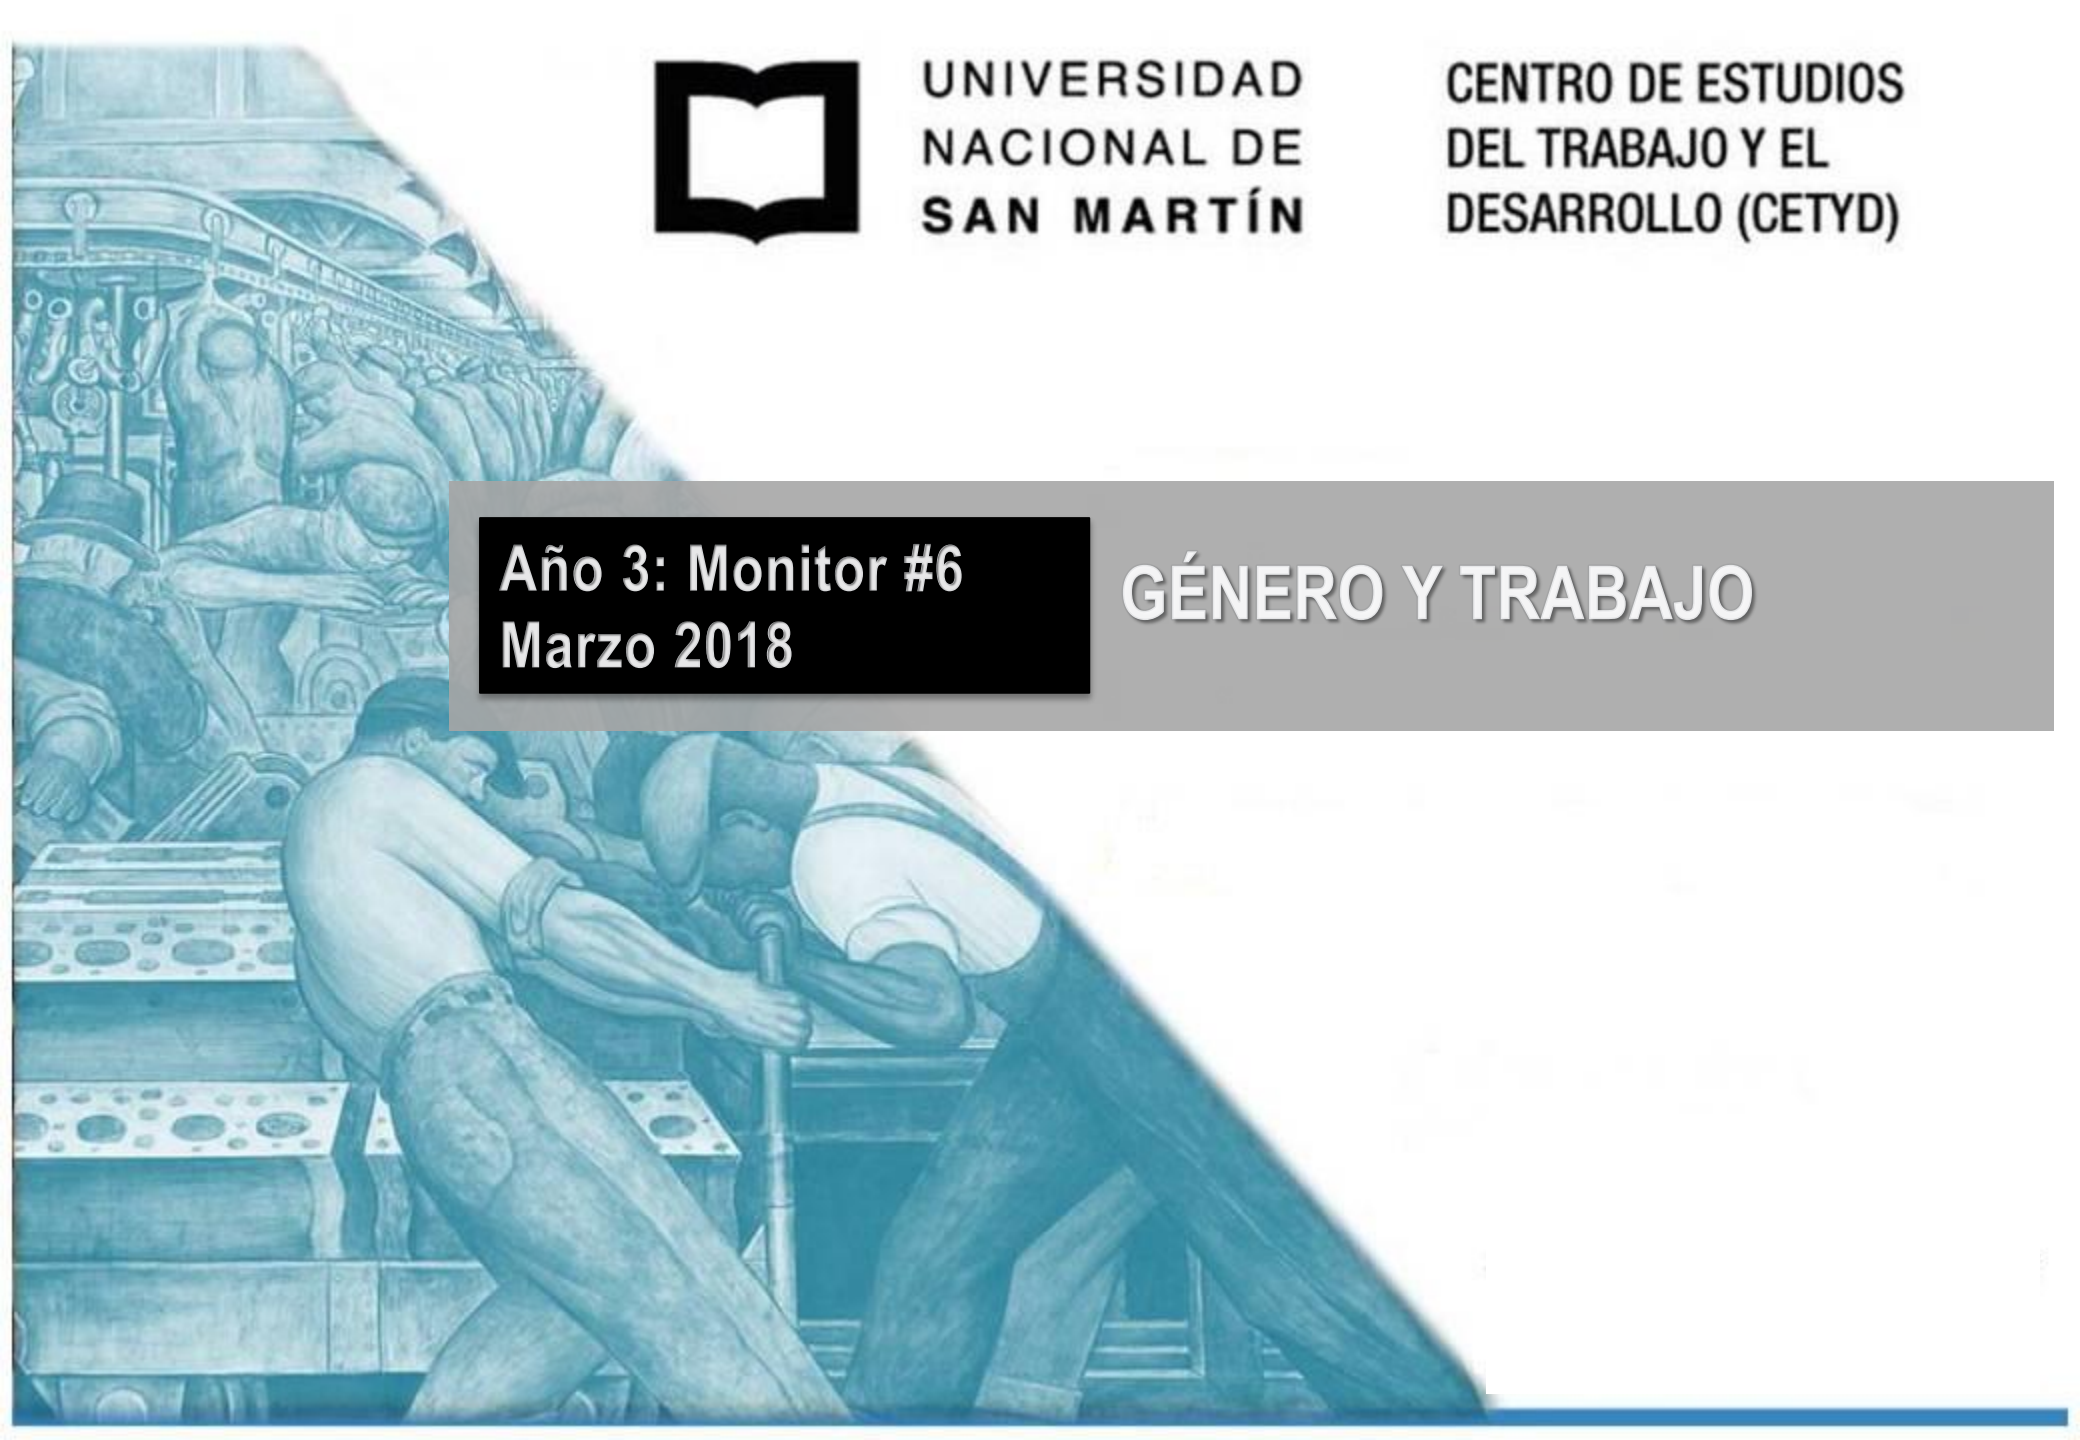 UNIVERSIDAD
NACIONAL DE
SAN MARTÍN
CENTRO DE ESTUDIOS
DEL TRABAJO Y EL
DESARROLLO (CETYD)
Año 3: Monitor #6
Marzo 2018
GÉNERO Y TRABAJO